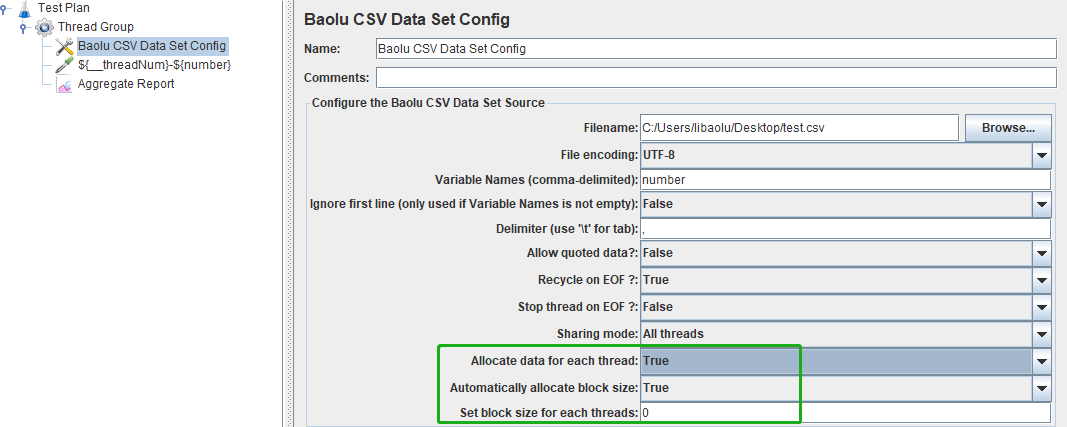 Test Plan
Thread Group
Baolu CSV Data Set Config
${__threadNum}-${number}
Aggregate Report
Baolu CSV Data Set Config
Name: Baolu CSV Data Set Config
Comments:
Configure the Baolu CSV Data Set Source
Filename: C:/Users/libaolu/Desktop/test.csv Browse...
File encoding: UTF-8
Variable Names (comma-delimited): number
Ignore first line (only used if Variable Names is not empty): False
Delimiter (use '\t' for tab): ,
Allow quoted data?: False
Recycle on EOF ?: True
Stop thread on EOF ?: False
Sharing mode: All threads
Allocate data for each thread: True
Automatically allocate block size: True
Set block size for each threads: 0